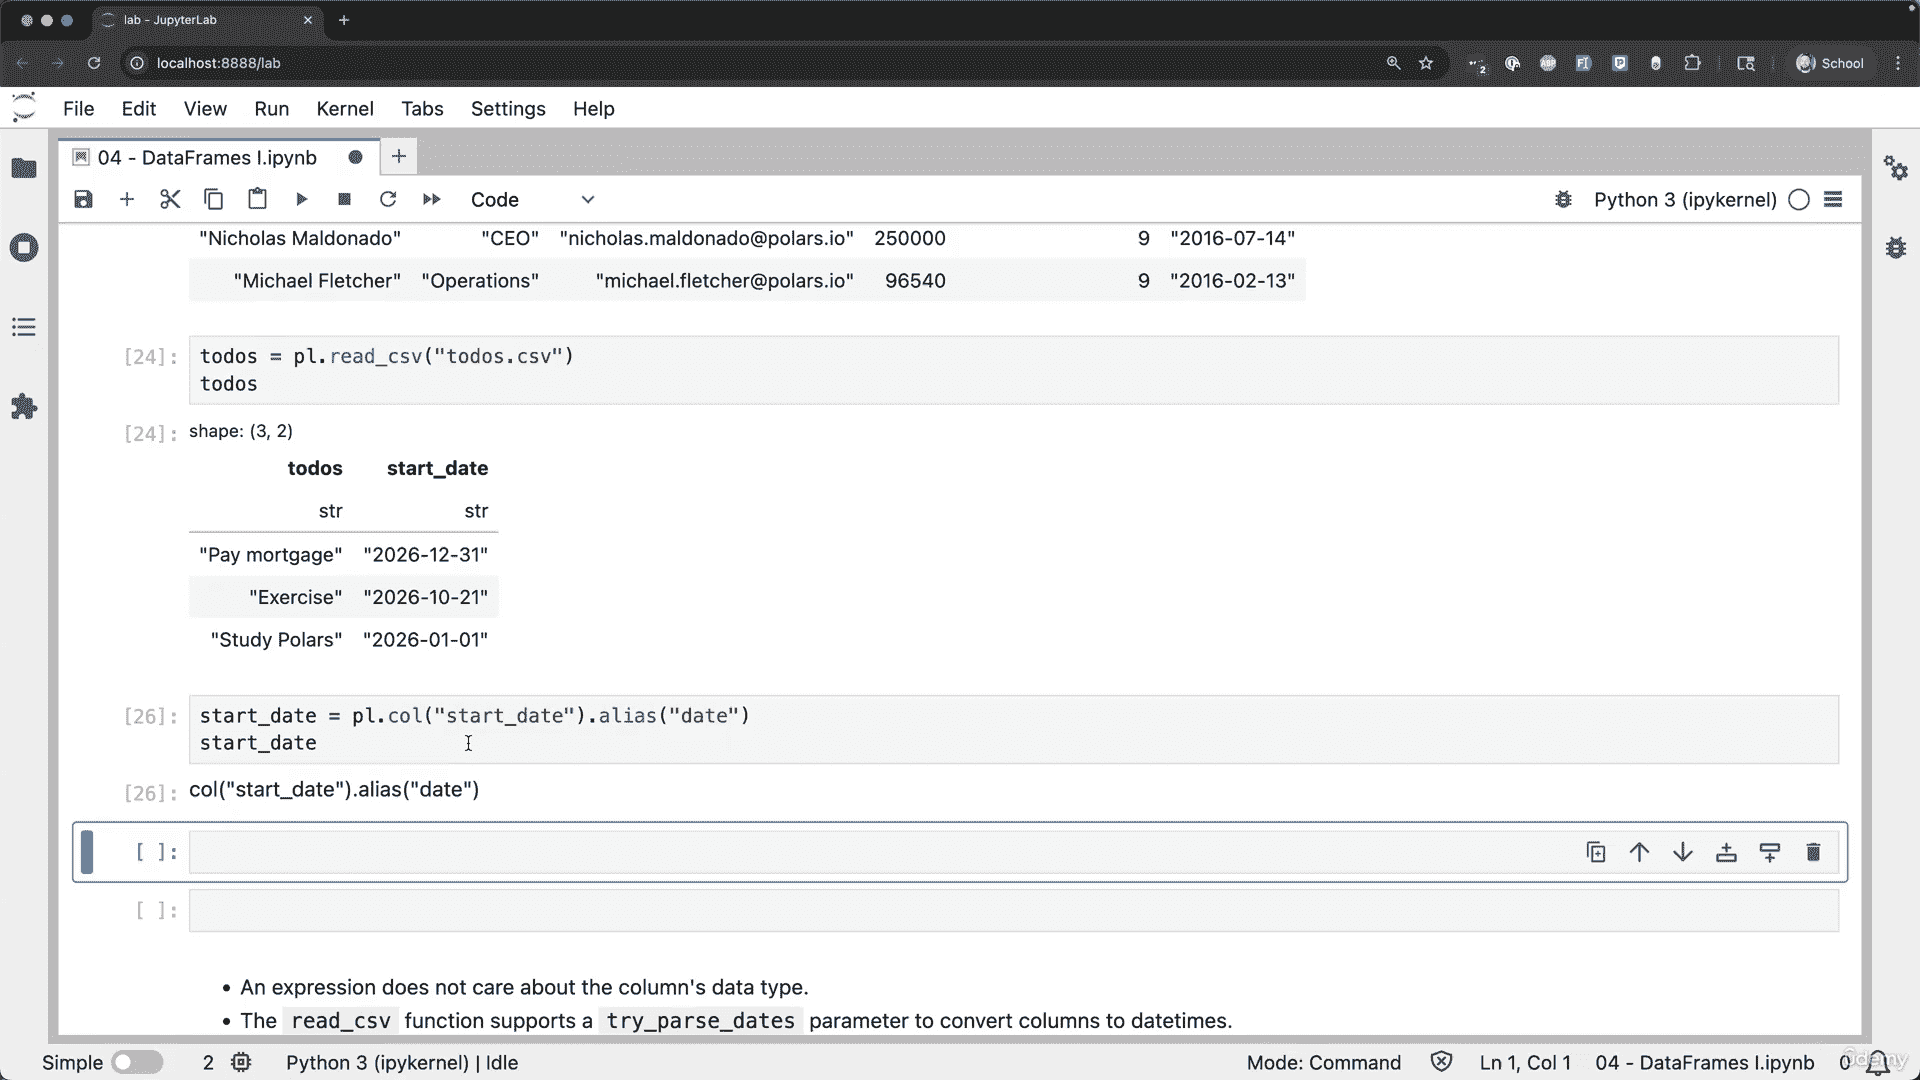 lab - JupyterLab
localhost:8888/lab
2
School
File Edit View Run Kernel Tabs Settings Help
04 - DataFrames I.ipynb
Code
Python 3 (ipykernel)
"Nicholas Maldonado" "CEO" "nicholas.maldonado@polars.io" 250000 9 "2016-07-14"
"Michael Fletcher" "Operations" "michael.fletcher@polars.io" 96540 9 "2016-02-13"
[24]: todos = pl.read_csv("todos.csv")
todos
[24]: shape: (3, 2)
todos start_date
str str
"Pay mortgage" "2026-12-31"
"Exercise" "2026-10-21"
"Study Polars" "2026-01-01"
[26]: start_date = pl.col("start_date").alias("date")
start_date
[26]: col("start_date").alias("date")
[ ]:
[ ]:
• An expression does not care about the column's data type.
• The read_csv function supports a try_parse_dates parameter to convert columns to datetimes.
Simple 2 Python 3 (ipykernel) | Idle Mode: Command Ln 1, Col 1 04 - DataFrames I.ipynb 0
Udemy